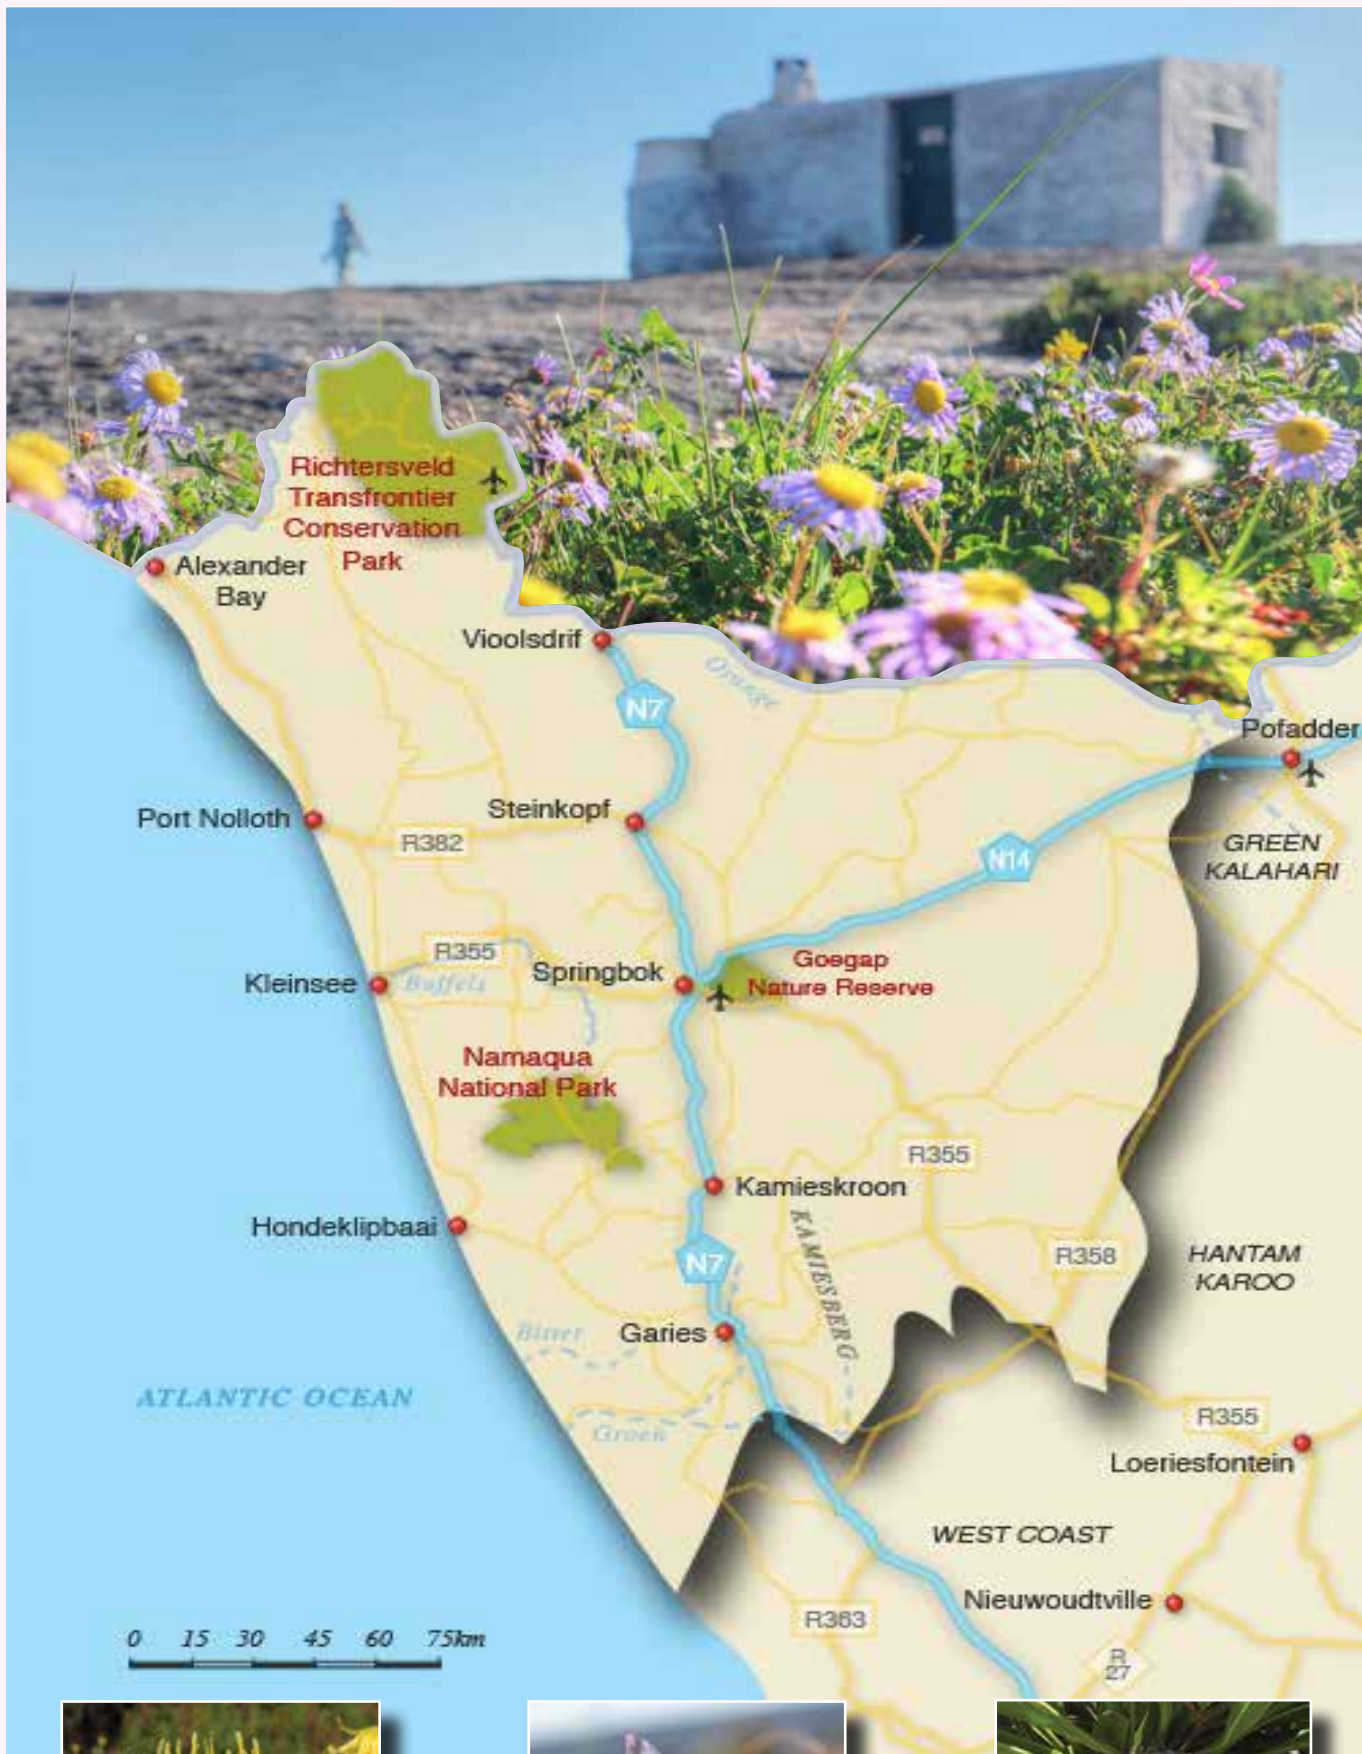 Richtersveld
Transfrontier
Conservation
Park
Alexander
Bay
Vioolsdrif
Orange
N7
Pofadder
Steinkopf
Port Nolloth
R382
N14
GREEN
KALAHARI
R355
Goegap
Nature Reserve
Springbok
Kleinsee
Buffels
Namaqua
National Park
R355
Kamieskroon
KAMIESBERG
Hondeklipbaai
N7
R358
HANTAM
KAROO
Bitter
Garies
ATLANTIC OCEAN
Groen
R355
Loeriesfontein
WEST COAST
Nieuwoudtville
R363
0 15 30 45 60 75km
R
27